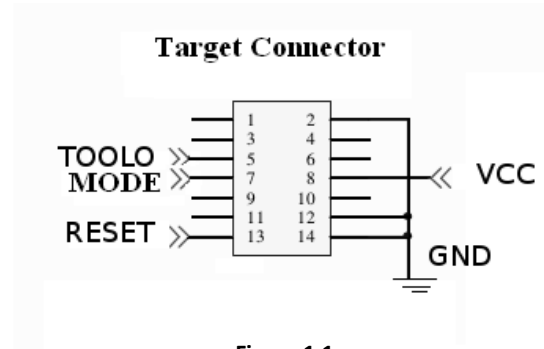 Target Connector
1 2
3 4
TOOLO 5 6
MODE 7 8 VCC
9 10
11 12
RESET 13 14
GND